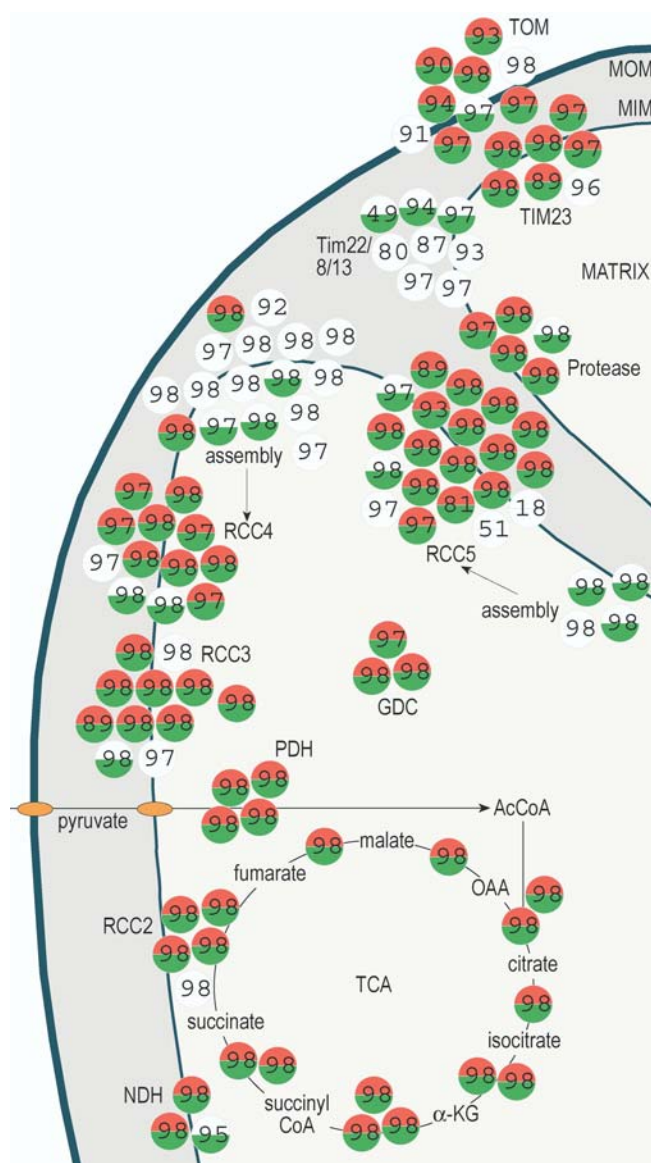 93 TOM
90 98 98 MOM
94 97 97 97 MIM
91 97 98 98 97
98 89 96
TIM23
49 94 97
Tim22/
8/13
80 87 93
97 97
MATRIX
98 92
97 98 98 98
97 98 98
98 98
Protease
98 98 98 98 98
98 97 98 98
97
assembly
RCC4
89 98
97 93 98 98
98 98 98 98
98 98 98 98
98 98
97 97 81 98 18
51
RCC5
assembly
98 98
98 98
97 98
97 98 97
97 98 98 98
98 98 97
98 98 RCC3
98 98 98 98
89 98 98
98 97
97
98 98
GDC
PDH
98 98
98 98
pyruvate
AcCoA
98 malate 98
fumarate
OAA 98
98
citrate
RCC2
98 98
98 98
98
TCA
98
isocitrate
succinate
98 98
98 98
succinyl
CoA
98
98 98
α-KG
NDH
98
98 95